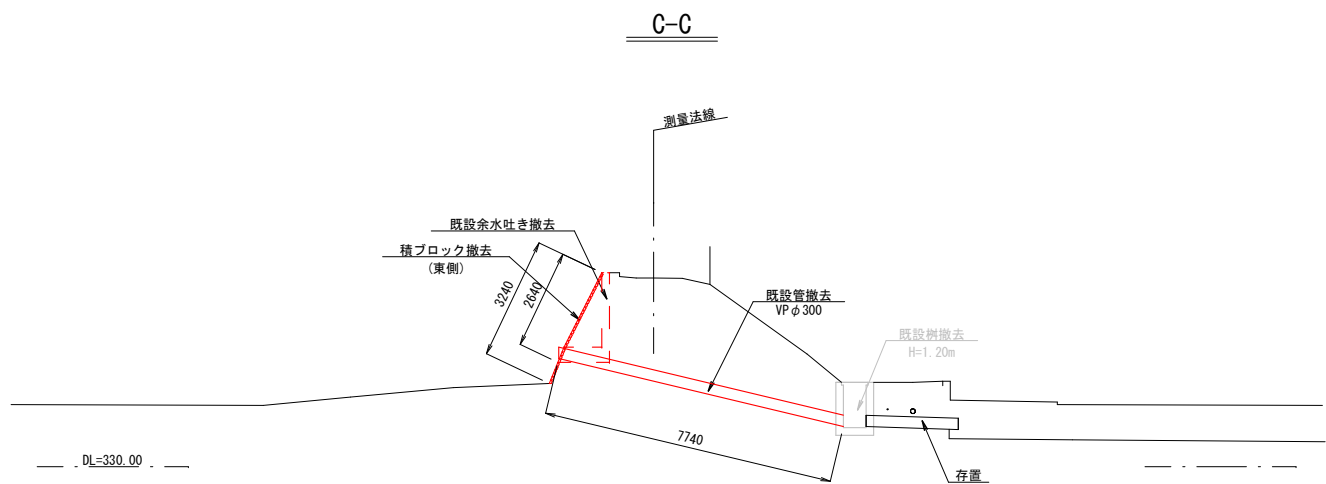 C-C
測量法線
既設余水吐き撤去
積ブロック撤去
(東側)
3240
2640
既設管撤去
VPφ300
既設桝撤去
H=1.20m
7740
DL=330.00
存置